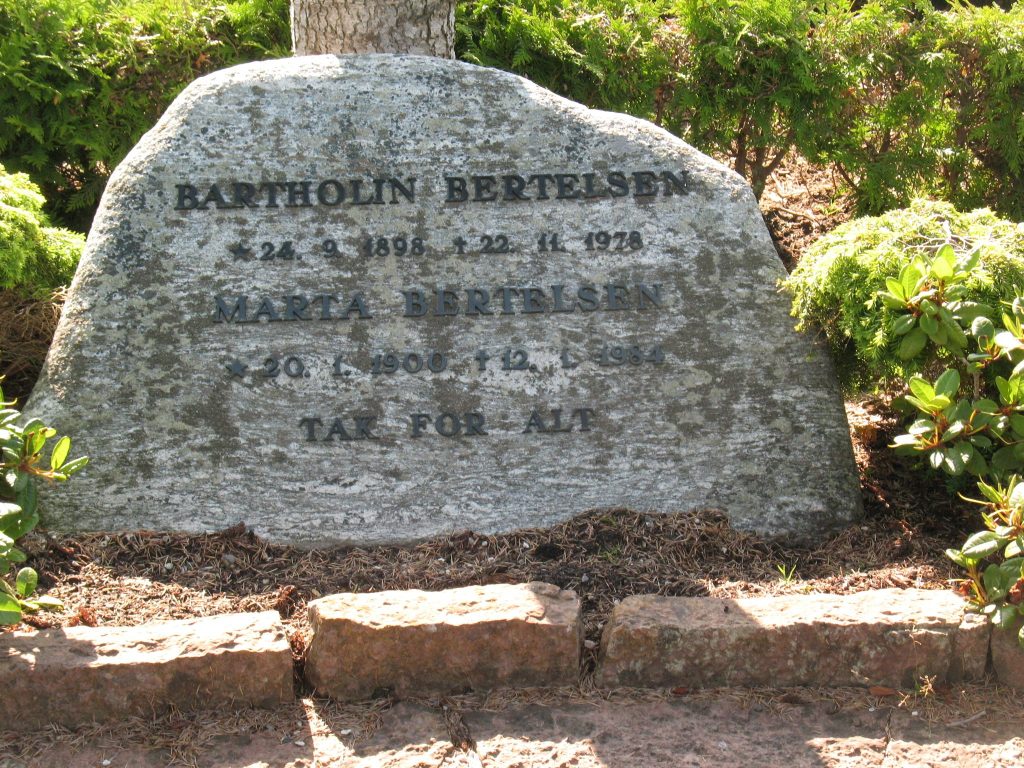 BARTHOLIN BERTELSEN
★24. 9. 1898 ✝22. 11. 1978
MARTA BERTELSEN
★20. 1. 1900 ✝12. 1. 1984
TAK FOR ALT